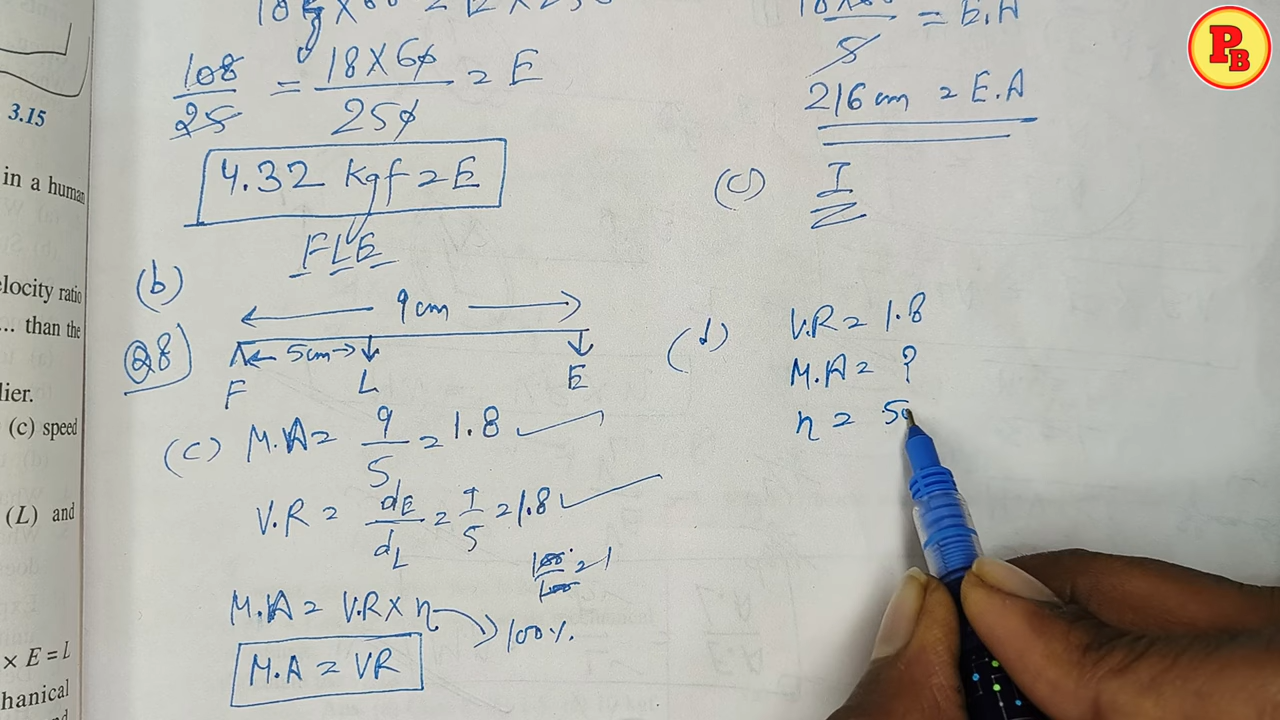 3.15
in a human
elocity ratio
... than the
lier.
(c) speed
(L) and
× E = L
hanical
108/25 = 18 × 60/250 = E
4.32 Kgf = E
FLE
(b)
9 cm
Q8
5cm
F L E
(c) M.A = 9/5 = 1.8
V.R = dE/dL = 9/5 = 1.8
100/100 = 1
M.A = V.R × η → 100%.
M.A = VR
= E.A
5
216 cm = E.A
(c) I
(d) V.R = 1.8
M.A = ?
η = 50
PB